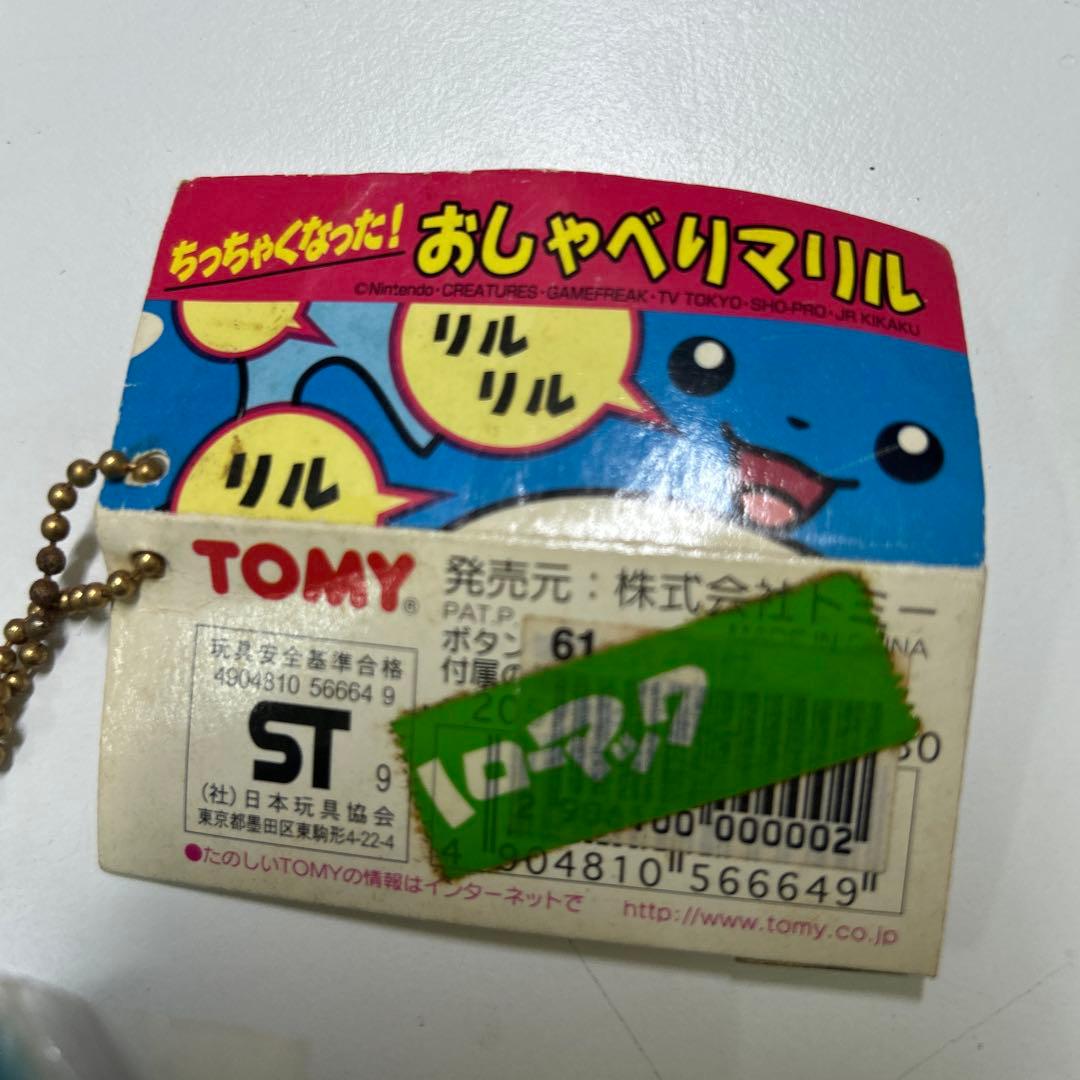 ちっちゃくなった！おしゃべりマリル
©Nintendo・CREATURES・GAMEFREAK・TV TOKYO・SHO-PRO・JR KIKAKU
リル
リル
リル
TOMY®
発売元：株式会社トミー
PAT.P.
ボタン
付属の
61
玩具安全基準合格
4904810 56664 9
ST 9
(社)日本玩具協会
東京都墨田区東駒形4-22-4
ローマック
000002
4 904810 566649
●たのしいTOMYの情報はインターネットで http://www.tomy.co.jp